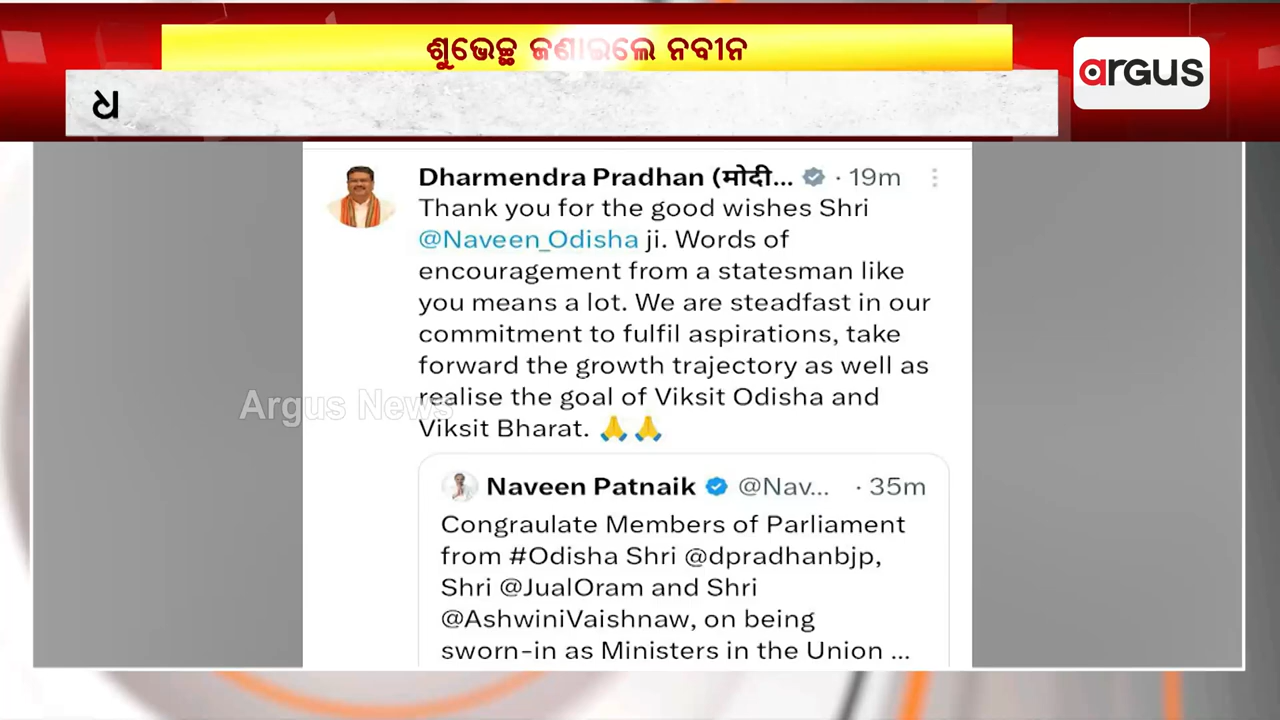 ଶୁଭେଚ୍ଛା ଜଣାଇଲେ ନବୀନ
ଧ
argus
Dharmendra Pradhan (मोदी... · 19m
Thank you for the good wishes Shri
@Naveen_Odisha ji. Words of
encouragement from a statesman like
you means a lot. We are steadfast in our
commitment to fulfil aspirations, take
forward the growth trajectory as well as
realise the goal of Viksit Odisha and
Viksit Bharat. 🙏🙏
Argus News
Naveen Patnaik @Nav... · 35m
Congraulate Members of Parliament
from #Odisha Shri @dpradhanbjp,
Shri @JualOram and Shri
@AshwiniVaishnaw, on being
sworn-in as Ministers in the Union ...